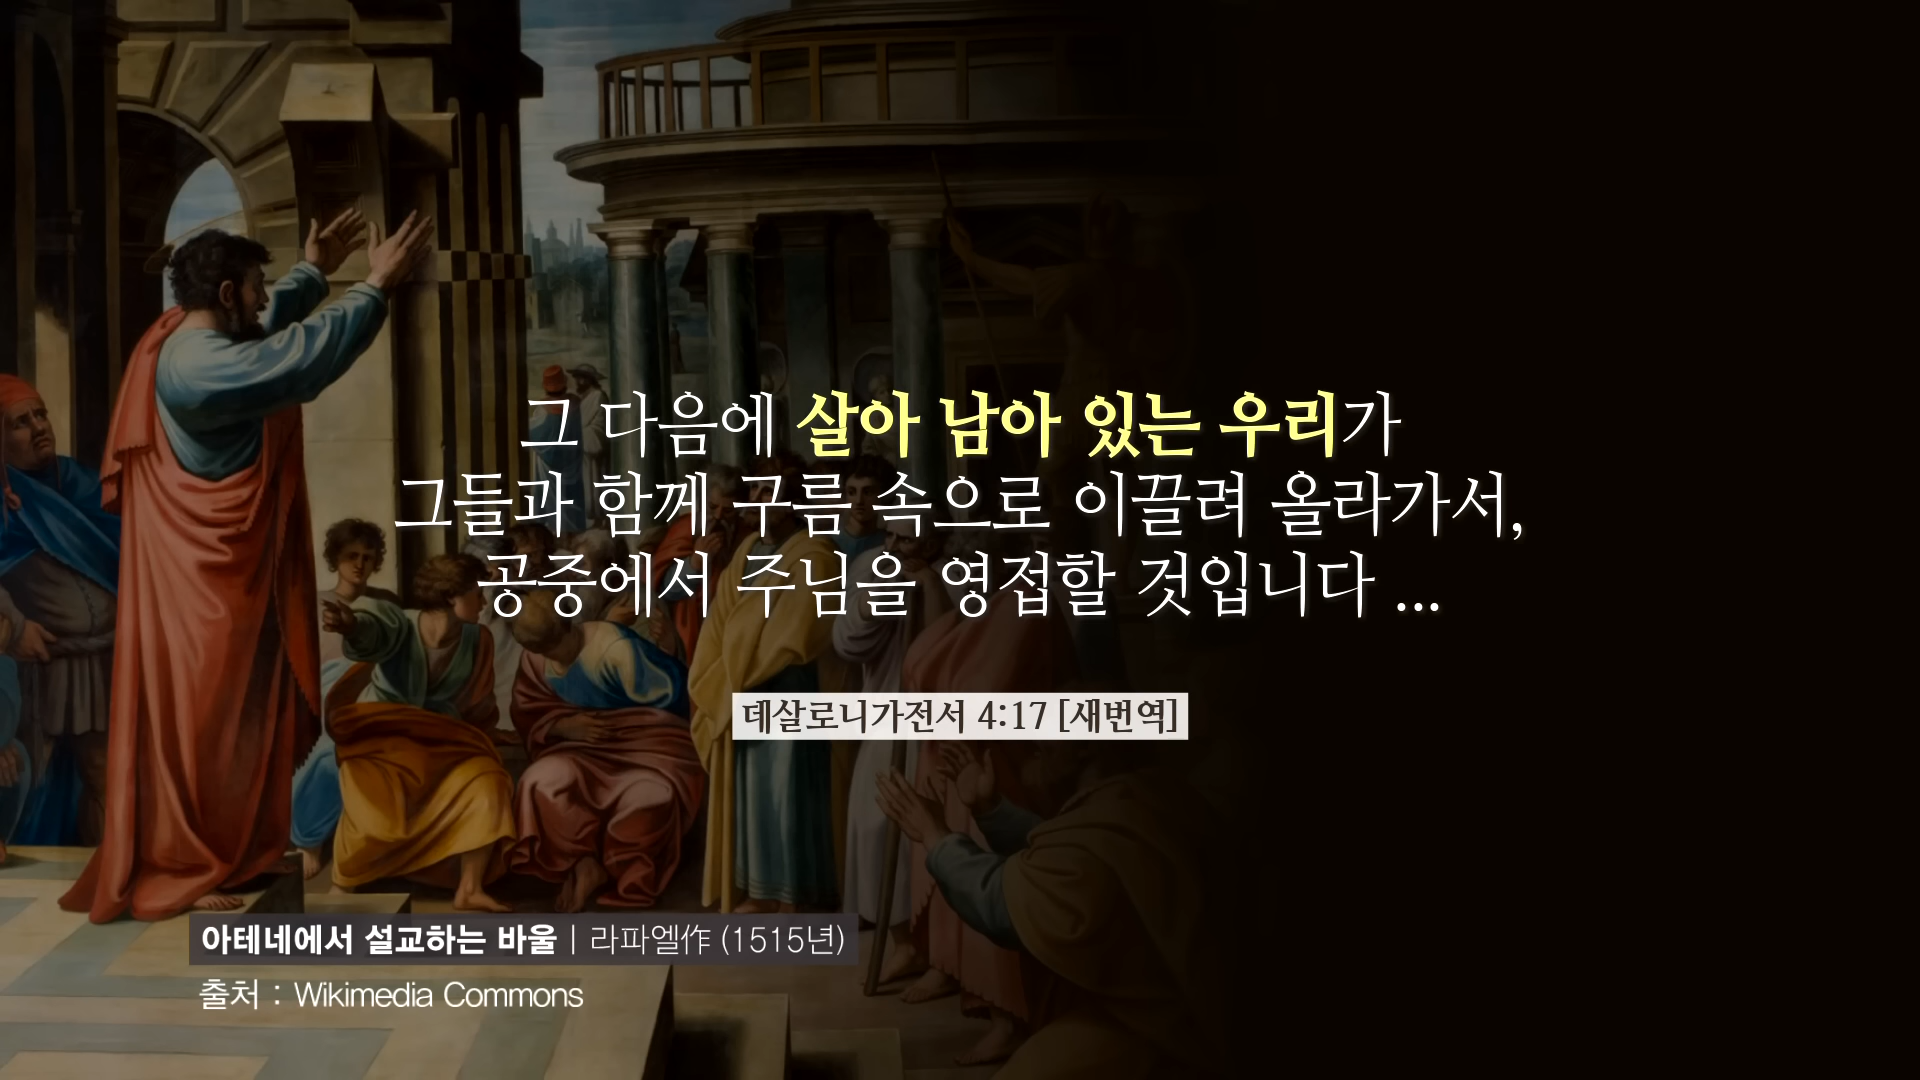 그 다음에 살아 남아 있는 우리가
그들과 함께 구름 속으로 이끌려 올라가서,
공중에서 주님을 영접할 것입니다 ...
데살로니가전서 4:17 [새번역]
아테네에서 설교하는 바울 | 라파엘作 (1515년)
출처 : Wikimedia Commons